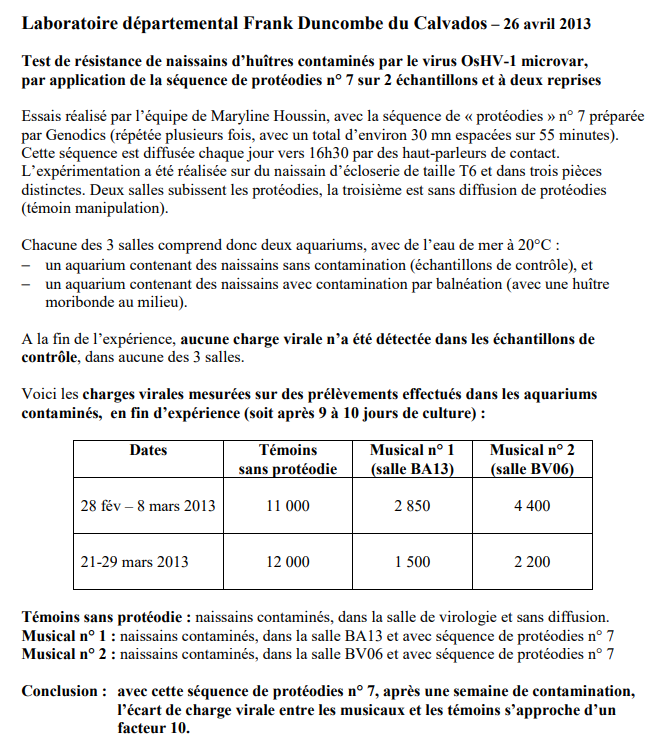 Laboratoire départemental Frank Duncombe du Calvados – 26 avril 2013
Test de résistance de naissains d’huîtres contaminés par le virus OsHV-1 microvar,
par application de la séquence de protéodies n° 7 sur 2 échantillons et à deux reprises
Essais réalisé par l’équipe de Maryline Houssin, avec la séquence de « protéodies » n° 7 préparée
par Genodics (répétée plusieurs fois, avec un total d’environ 30 mn espacées sur 55 minutes).
Cette séquence est diffusée chaque jour vers 16h30 par des haut-parleurs de contact.
L’expérimentation a été réalisée sur du naissain d’écloserie de taille T6 et dans trois pièces
distinctes. Deux salles subissent les protéodies, la troisième est sans diffusion de protéodies
(témoin manipulation).
Chacune des 3 salles comprend donc deux aquariums, avec de l’eau de mer à 20°C :
– un aquarium contenant des naissains sans contamination (échantillons de contrôle), et
– un aquarium contenant des naissains avec contamination par balnéation (avec une huître
moribonde au milieu).
A la fin de l’expérience, aucune charge virale n’a été détectée dans les échantillons de
contrôle, dans aucune des 3 salles.
Voici les charges virales mesurées sur des prélèvements effectués dans les aquariums
contaminés, en fin d’expérience (soit après 9 à 10 jours de culture) :
Dates Témoins Musical n° 1 Musical n° 2
sans protéodie (salle BA13) (salle BV06)
28 fév – 8 mars 2013 11 000 2 850 4 400
21-29 mars 2013 12 000 1 500 2 200
Témoins sans protéodie : naissains contaminés, dans la salle de virologie et sans diffusion.
Musical n° 1 : naissains contaminés, dans la salle BA13 et avec séquence de protéodies n° 7
Musical n° 2 : naissains contaminés, dans la salle BV06 et avec séquence de protéodies n° 7
Conclusion : avec cette séquence de protéodies n° 7, après une semaine de contamination,
l’écart de charge virale entre les musicaux et les témoins s’approche d’un
facteur 10.